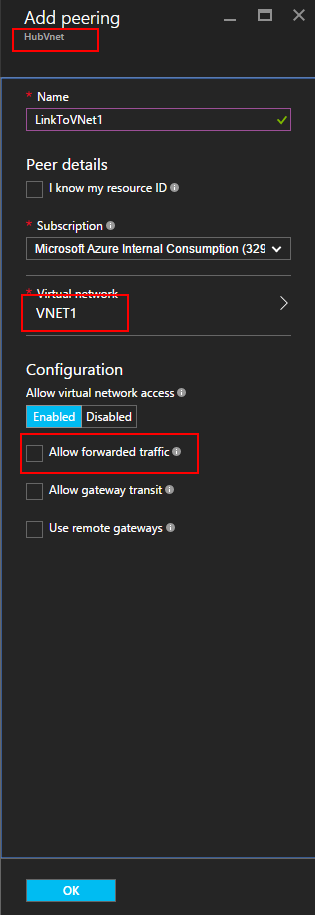 Add peering
HubVnet
* Name
LinkToVNet1
Peer details
I know my resource ID
* Subscription
Microsoft Azure Internal Consumption (329
* Virtual network
VNET1
Configuration
Allow virtual network access
Enabled Disabled
Allow forwarded traffic
Allow gateway transit
Use remote gateways
OK